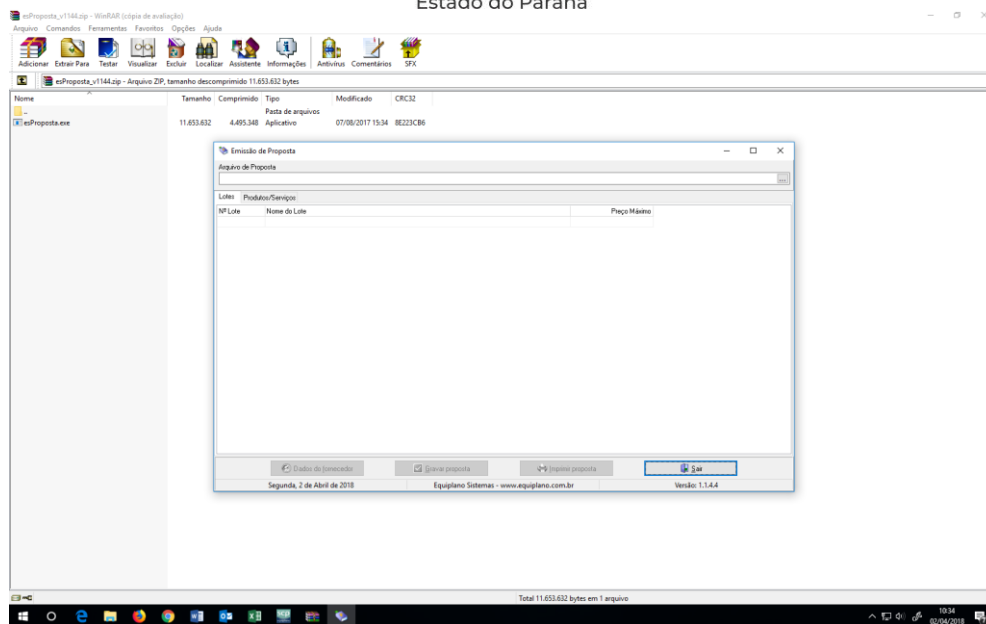 Estado do Paraná
esProposta_v1144.zip - WinRAR (cópia de avaliação)
Arquivo Comandos Ferramentas Favoritos Opções Ajuda
Adicionar Extrair Para Testar Visualizar Excluir Localizar Assistente Informações Antivírus Comentários SFX
esProposta_v1144.zip - Arquivo ZIP, tamanho descomprimido 11.653.632 bytes
Nome Tamanho Comprimido Tipo Modificado CRC32
.. Pasta de arquivos
esProposta.exe 11.653.632 4.495.348 Aplicativo 07/08/2017 15:34 8E223CB6
Emissão de Proposta
Arquivo de Proposta
...
Lotes Produtos/Serviços
Nº Lote Nome do Lote Preço Máximo
Dados do fornecedor Gravar proposta Imprimir proposta Sair
Segunda, 2 de Abril de 2018 Equiplano Sistemas - www.equiplano.com.br Versão: 1.1.4.4
Total 11.653.632 bytes em 1 arquivo
10:34
02/04/2018